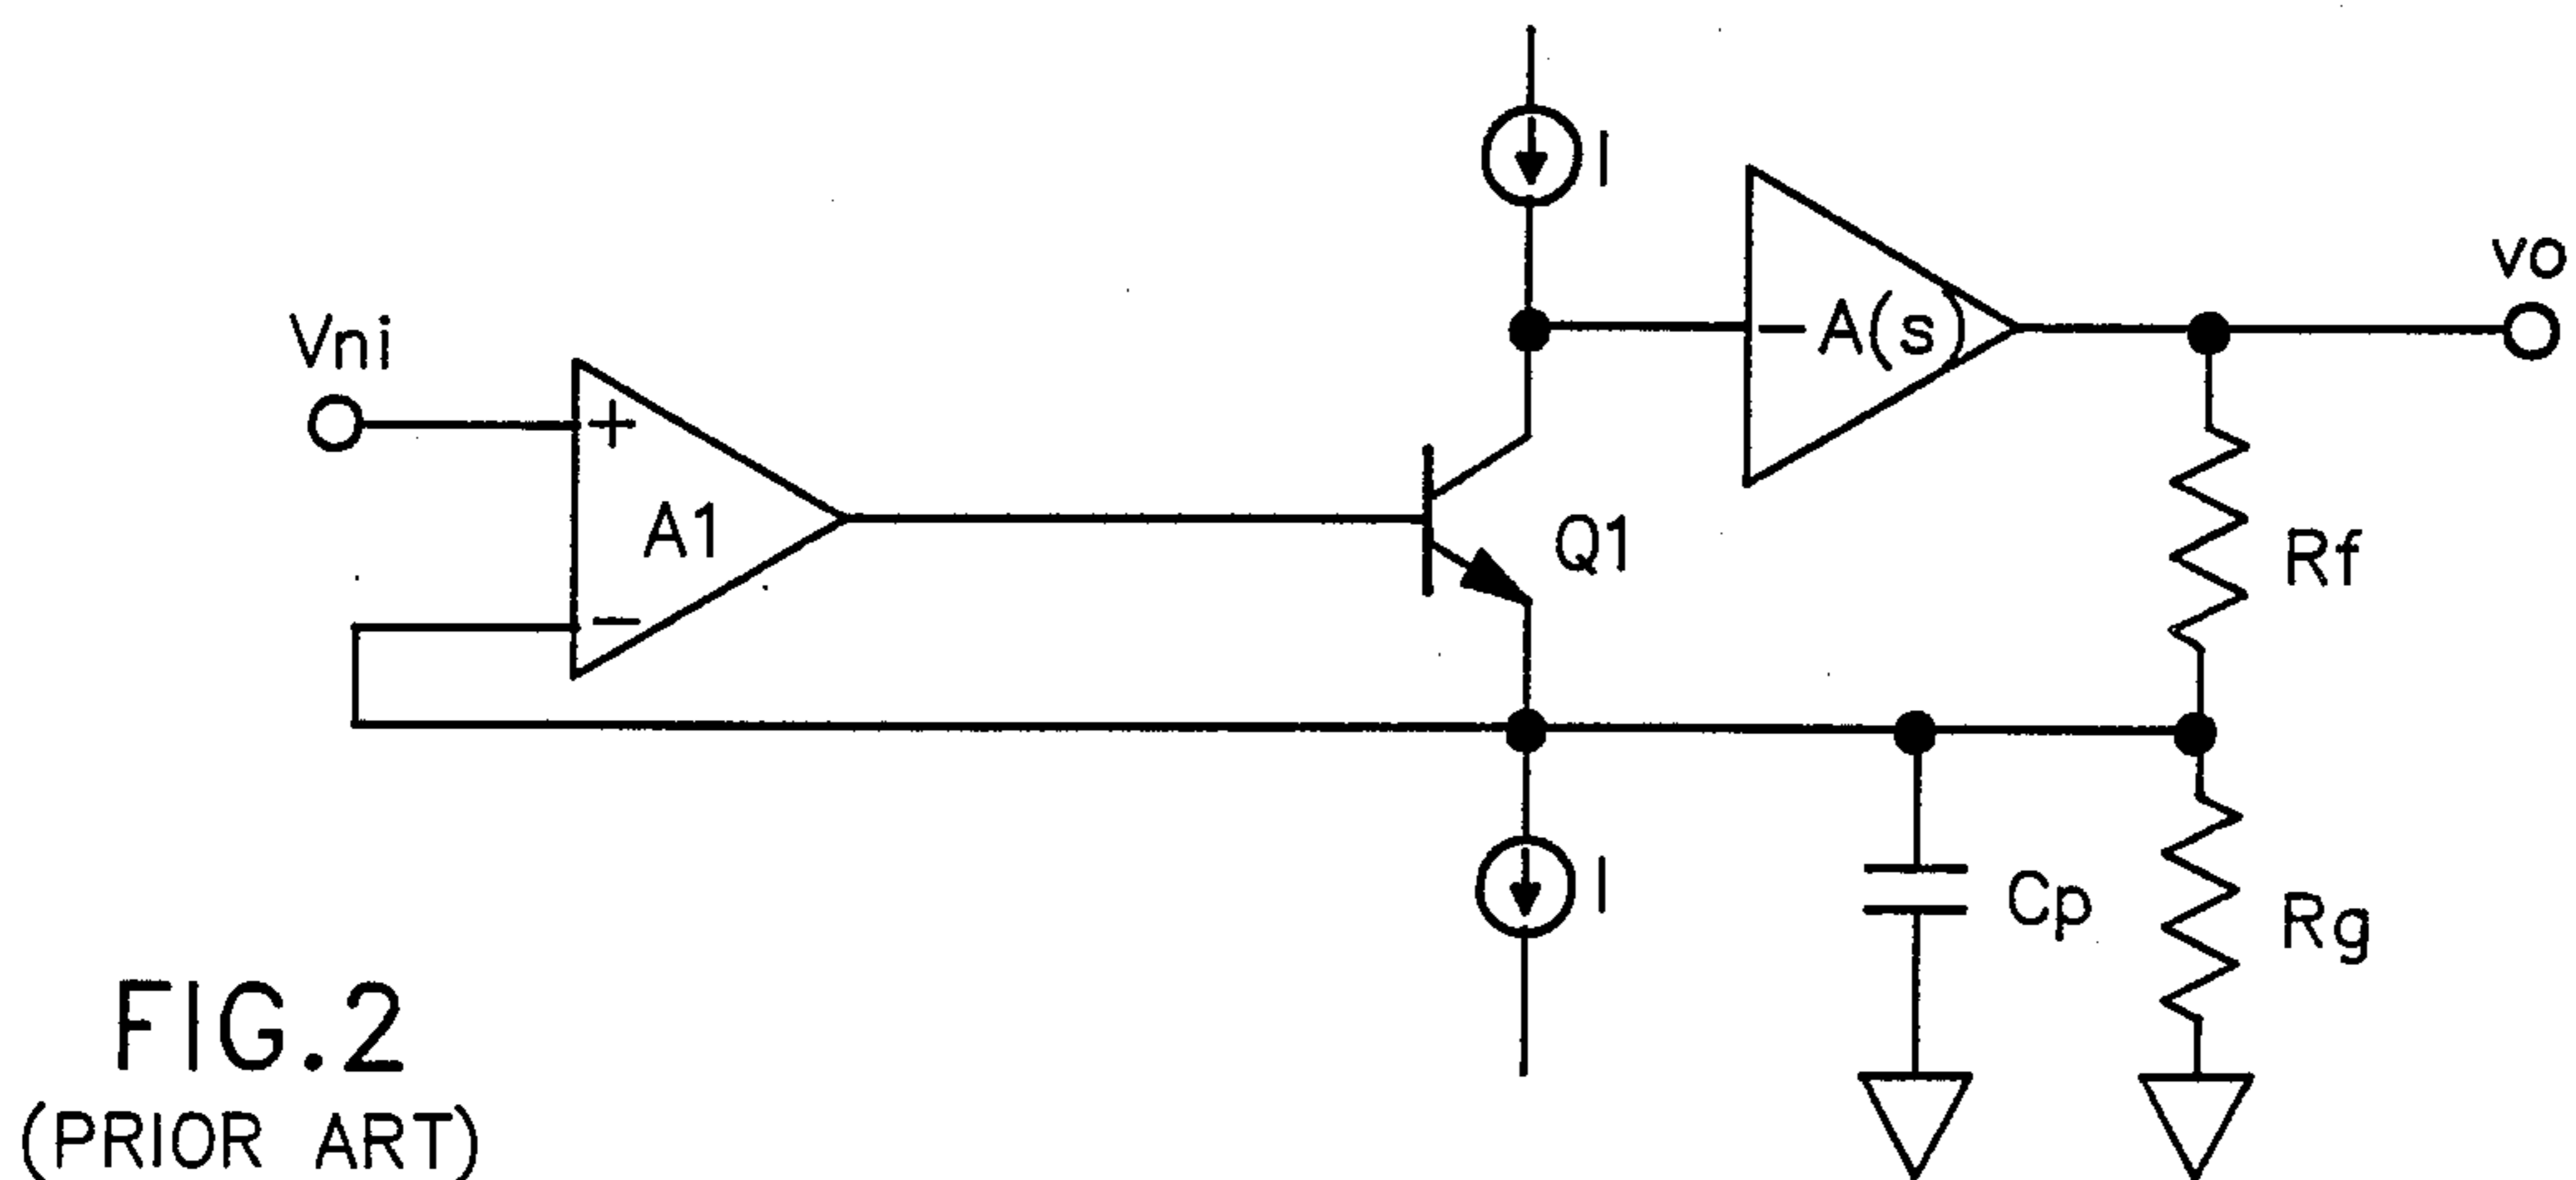 I
vo
Vni
+
− A(s)
A1
Q1
Rf
−
I
Cp
Rg
FIG.2
(PRIOR ART)